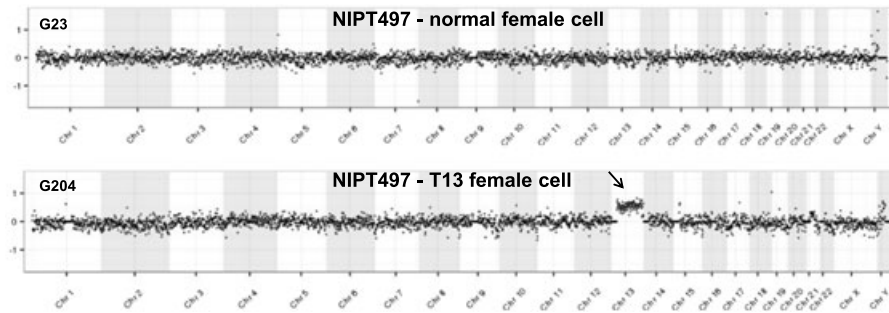 G23
NIPT497 - normal female cell
1
0
-1
Chr 1 Chr 2 Chr 3 Chr 4 Chr 5 Chr 6 Chr 7 Chr 8 Chr 9 Chr 10 Chr 11 Chr 12 Chr 13 Chr 14 Chr 15 Chr 16 Chr 17 Chr 18 Chr 19 Chr 20 Chr 21 Chr 22 Chr X Chr Y
G204
NIPT497 - T13 female cell
1
0
-1
Chr 1 Chr 2 Chr 3 Chr 4 Chr 5 Chr 6 Chr 7 Chr 8 Chr 9 Chr 10 Chr 11 Chr 12 Chr 13 Chr 14 Chr 15 Chr 16 Chr 17 Chr 18 Chr 19 Chr 20 Chr 21 Chr 22 Chr X Chr Y